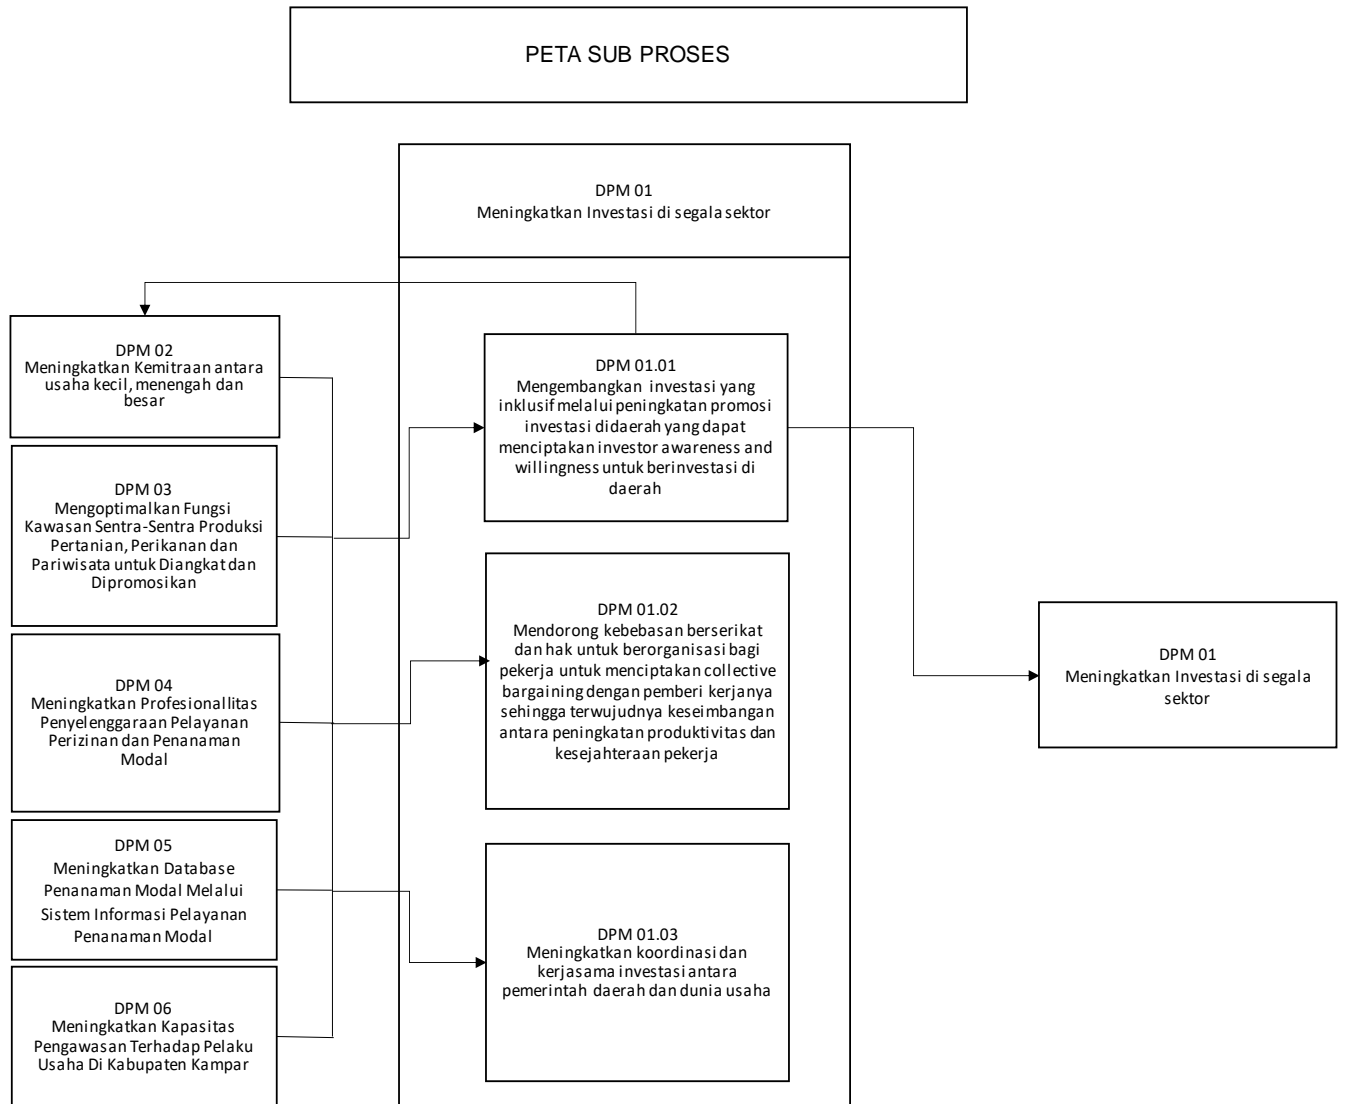 PETA SUB PROSES
DPM 01
Meningkatkan Investasi di segala sektor
DPM 02
Meningkatkan Kemitraan antara
usaha kecil, menengah dan
besar
DPM 03
Mengoptimalkan Fungsi
Kawasan Sentra-Sentra Produksi
Pertanian, Perikanan dan
Pariwisata untuk Diangkat dan
Dipromosikan
DPM 04
Meningkatkan Profesionallitas
Penyelenggaraan Pelayanan
Perizinan dan Penanaman
Modal
DPM 05
Meningkatkan Database
Penanaman Modal Melalui
Sistem Informasi Pelayanan
Penanaman Modal
DPM 06
Meningkatkan Kapasitas
Pengawasan Terhadap Pelaku
Usaha Di Kabupaten Kampar
DPM 01.01
Mengembangkan investasi yang
inklusif melalui peningkatan promosi
investasi didaerah yang dapat
menciptakan investor awareness and
willingness untuk berinvestasi di
daerah
DPM 01.02
Mendorong kebebasan berserikat
dan hak untuk berorganisasi bagi
pekerja untuk menciptakan collective
bargaining dengan pemberi kerjanya
sehingga terwujudnya keseimbangan
antara peningkatan produktivitas dan
kesejahteraan pekerja
DPM 01.03
Meningkatkan koordinasi dan
kerjasama investasi antara
pemerintah daerah dan dunia usaha
DPM 01
Meningkatkan Investasi di segala
sektor